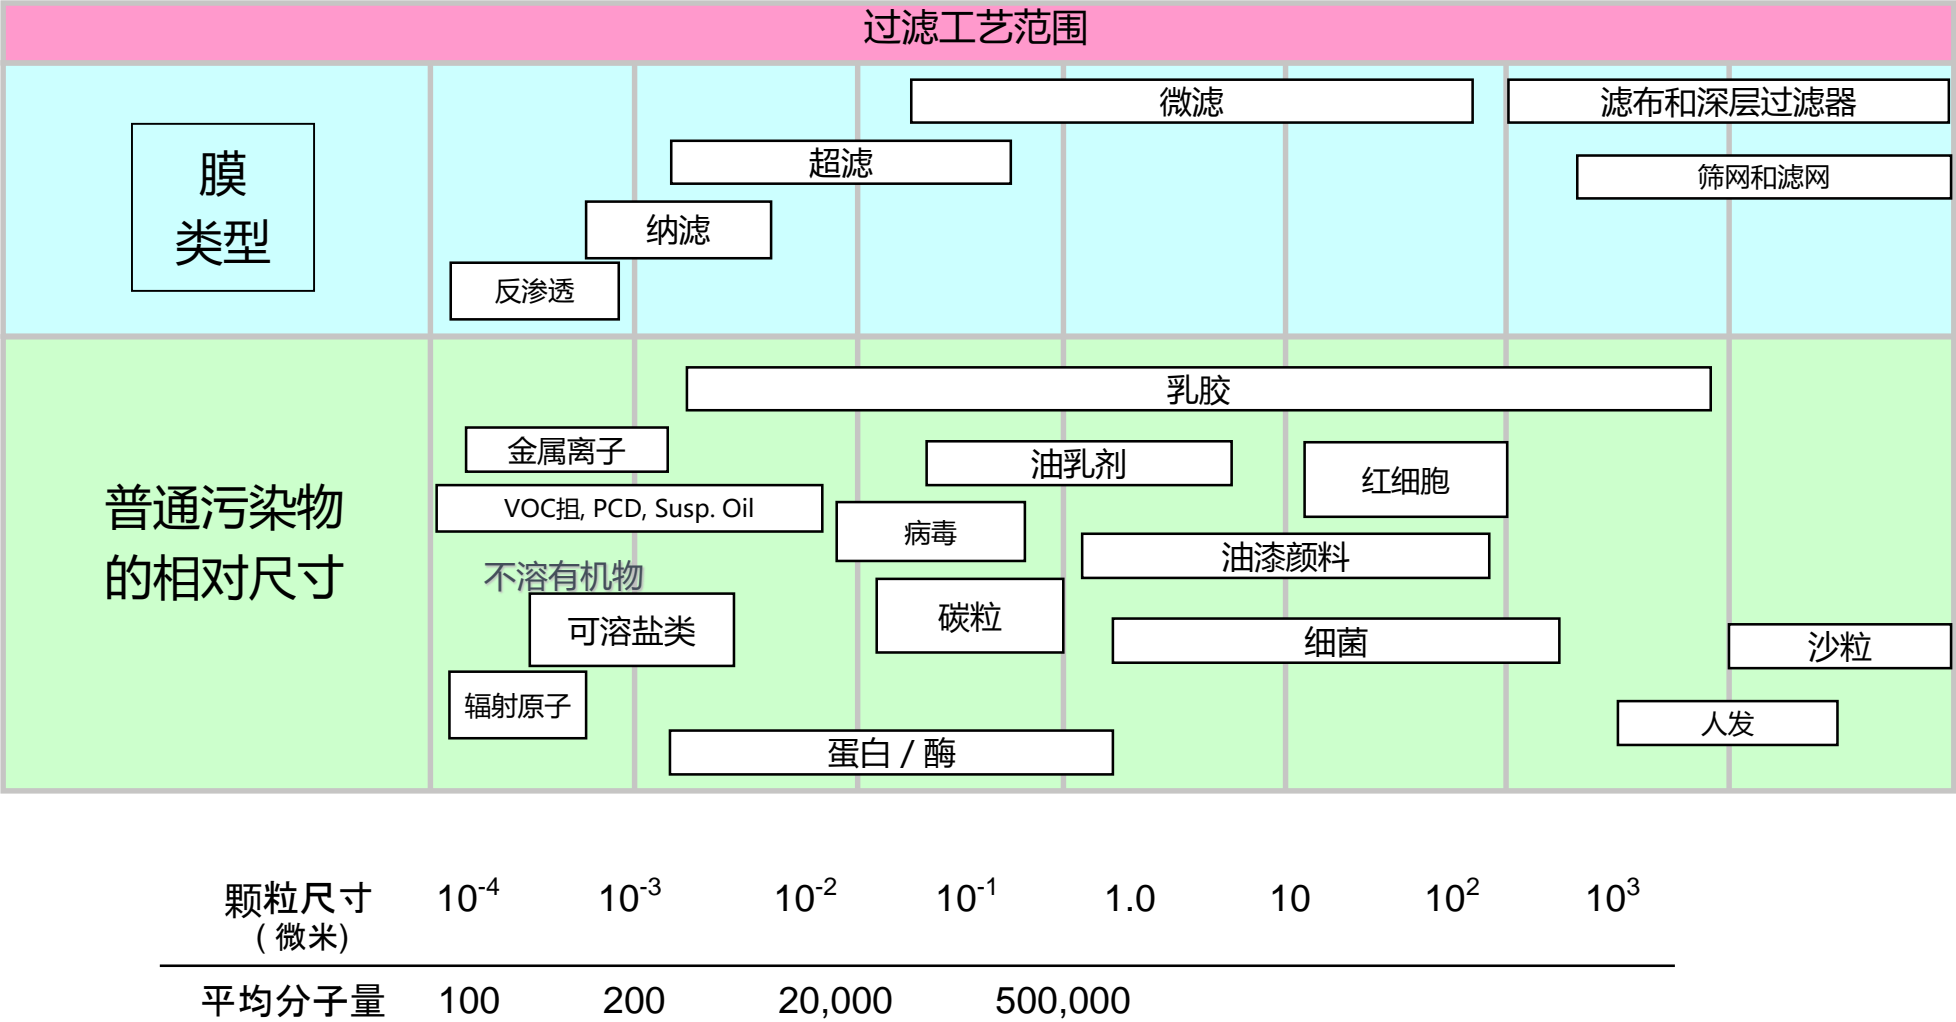 过滤工艺范围
微滤
滤布和深层过滤器
膜
类型
超滤
筛网和滤网
纳滤
反渗透
乳胶
金属离子
油乳剂
红细胞
普通污染物
的相对尺寸
VOC挋, PCD, Susp. Oil
病毒
油漆颜料
不溶有机物
可溶盐类
碳粒
细菌
沙粒
辐射原子
人发
蛋白 / 酶
颗粒尺寸 10⁻⁴ 10⁻³ 10⁻² 10⁻¹ 1.0 10 10² 10³
( 微米)
平均分子量 100 200 20,000 500,000